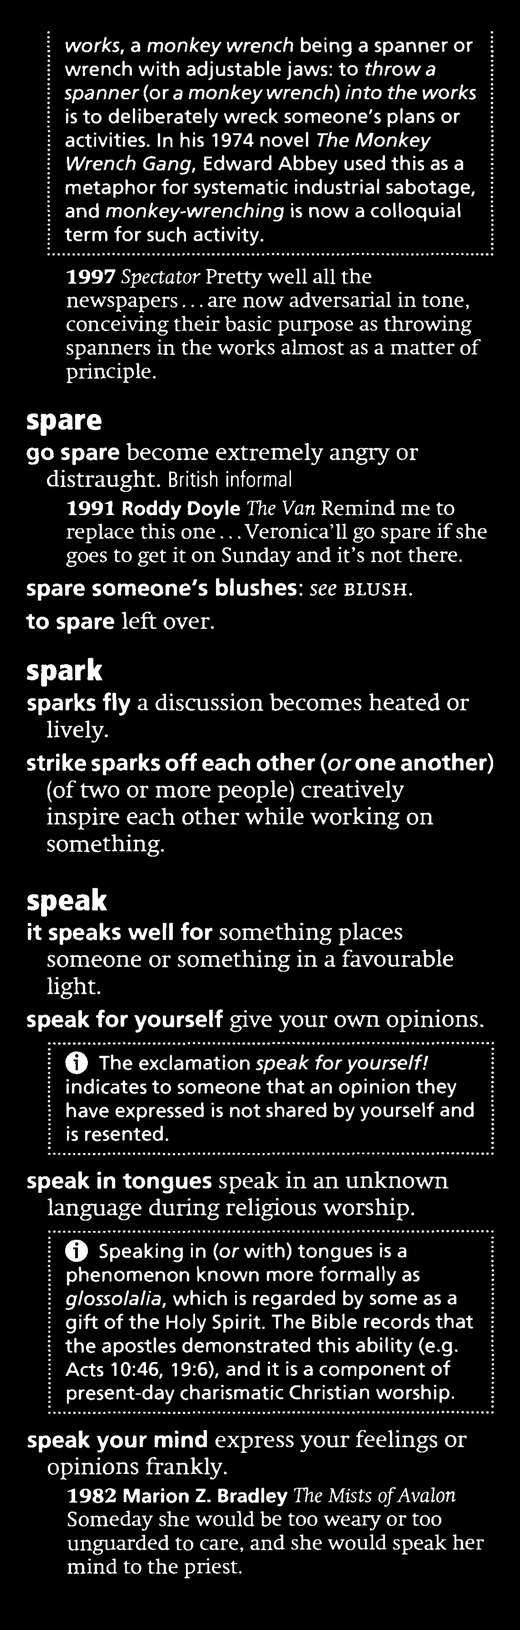 works, a monkey wrench being a spanner or
wrench with adjustable jaws: to throw a
spanner (or a monkey wrench) into the works
is to deliberately wreck someone's plans or
activities. In his 1974 novel The Monkey
Wrench Gang, Edward Abbey used this as a
metaphor for systematic industrial sabotage,
and monkey-wrenching is now a colloquial
term for such activity.
1997 Spectator Pretty well all the
newspapers... are now adversarial in tone,
conceiving their basic purpose as throwing
spanners in the works almost as a matter of
principle.
spare
go spare become extremely angry or
distraught. British informal
1991 Roddy Doyle The Van Remind me to
replace this one... Veronica'll go spare if she
goes to get it on Sunday and it's not there.
spare someone's blushes: see BLUSH.
to spare left over.
spark
sparks fly a discussion becomes heated or
lively.
strike sparks off each other (or one another)
(of two or more people) creatively
inspire each other while working on
something.
speak
it speaks well for something places
someone or something in a favourable
light.
speak for yourself give your own opinions.
i The exclamation speak for yourself!
indicates to someone that an opinion they
have expressed is not shared by yourself and
is resented.
speak in tongues speak in an unknown
language during religious worship.
i Speaking in (or with) tongues is a
phenomenon known more formally as
glossolalia, which is regarded by some as a
gift of the Holy Spirit. The Bible records that
the apostles demonstrated this ability (e.g.
Acts 10:46, 19:6), and it is a component of
present-day charismatic Christian worship.
speak your mind express your feelings or
opinions frankly.
1982 Marion Z. Bradley The Mists of Avalon
Someday she would be too weary or too
unguarded to care, and she would speak her
mind to the priest.